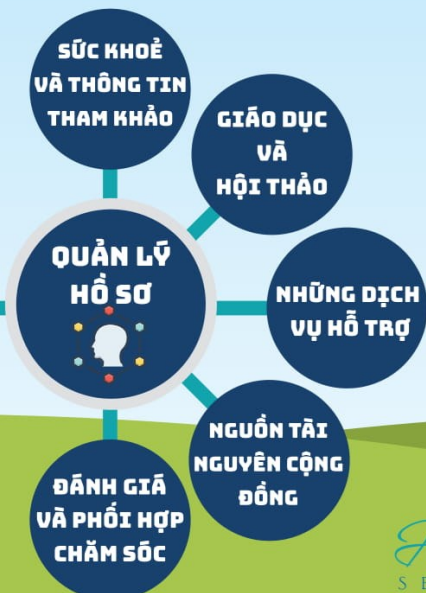 SỨC KHOẺ
VÀ THÔNG TIN
THAM KHẢO
GIÁO DỤC
VÀ
HỘI THẢO
QUẢN LÝ
HỒ SƠ
NHỮNG DỊCH
VỤ HỖ TRỢ
NGUỒN TÀI
NGUYÊN CỘNG
ĐỒNG
ĐÁNH GIÁ
VÀ PHỐI HỢP
CHĂM SÓC
S E